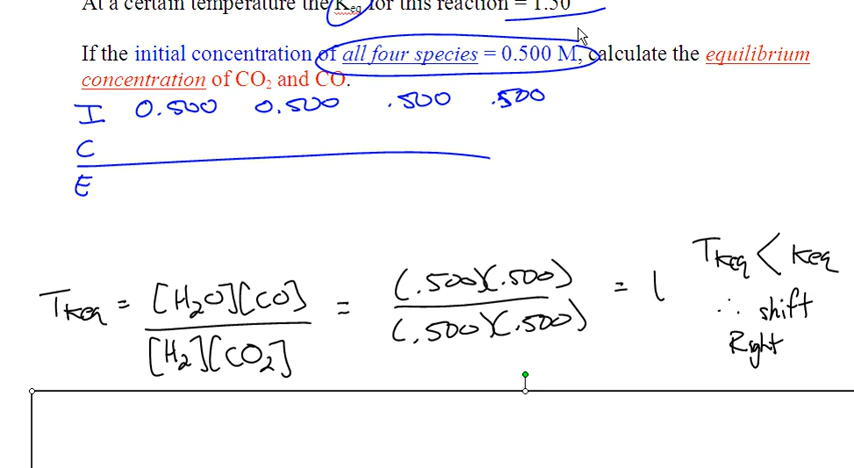 At a certain temperature the Keq for this reaction = 1.50
If the initial concentration of all four species = 0.500 M, calculate the equilibrium
concentration of CO₂ and CO.
I 0.500 0.500 .500 .500
C
E
TKeq = [H₂O][CO] / [H₂][CO₂] = (.500)(.500) / (.500)(.500) = 1
TKeq < Keq
∴ shift
Right